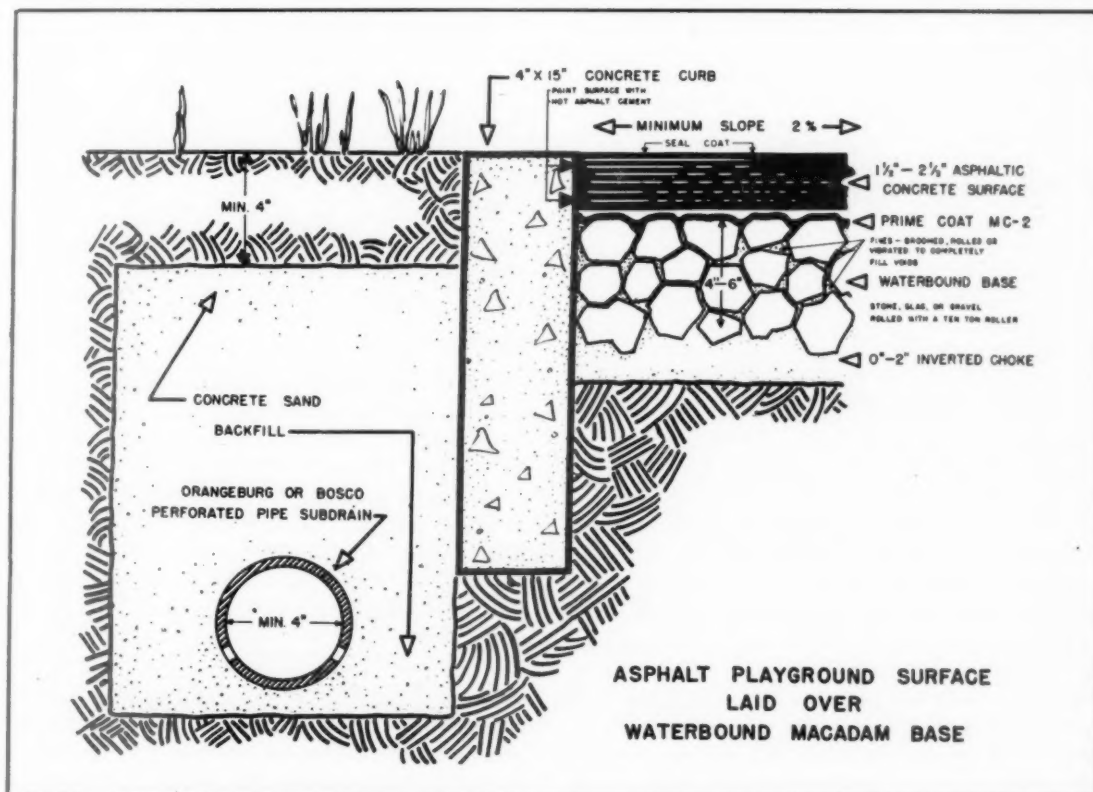 4" X 15" CONCRETE CURB
PAINT SURFACE WITH
HOT ASPHALT CEMENT
MINIMUM SLOPE 2 %
SEAL COAT
1½"- 2½" ASPHALTIC
CONCRETE SURFACE
MIN. 4"
PRIME COAT MC-2
FINES - BROOMED, ROLLED OR
VIBRATED TO COMPLETELY
FILL VOIDS
4"-6"
WATERBOUND BASE
STONE, SLAG, OR GRAVEL
ROLLED WITH A TEN TON ROLLER
0"-2" INVERTED CHOKE
CONCRETE SAND
BACKFILL
ORANGEBURG OR BOSCO
PERFORATED PIPE SUBDRAIN
MIN. 4"
ASPHALT PLAYGROUND SURFACE
LAID OVER
WATERBOUND MACADAM BASE